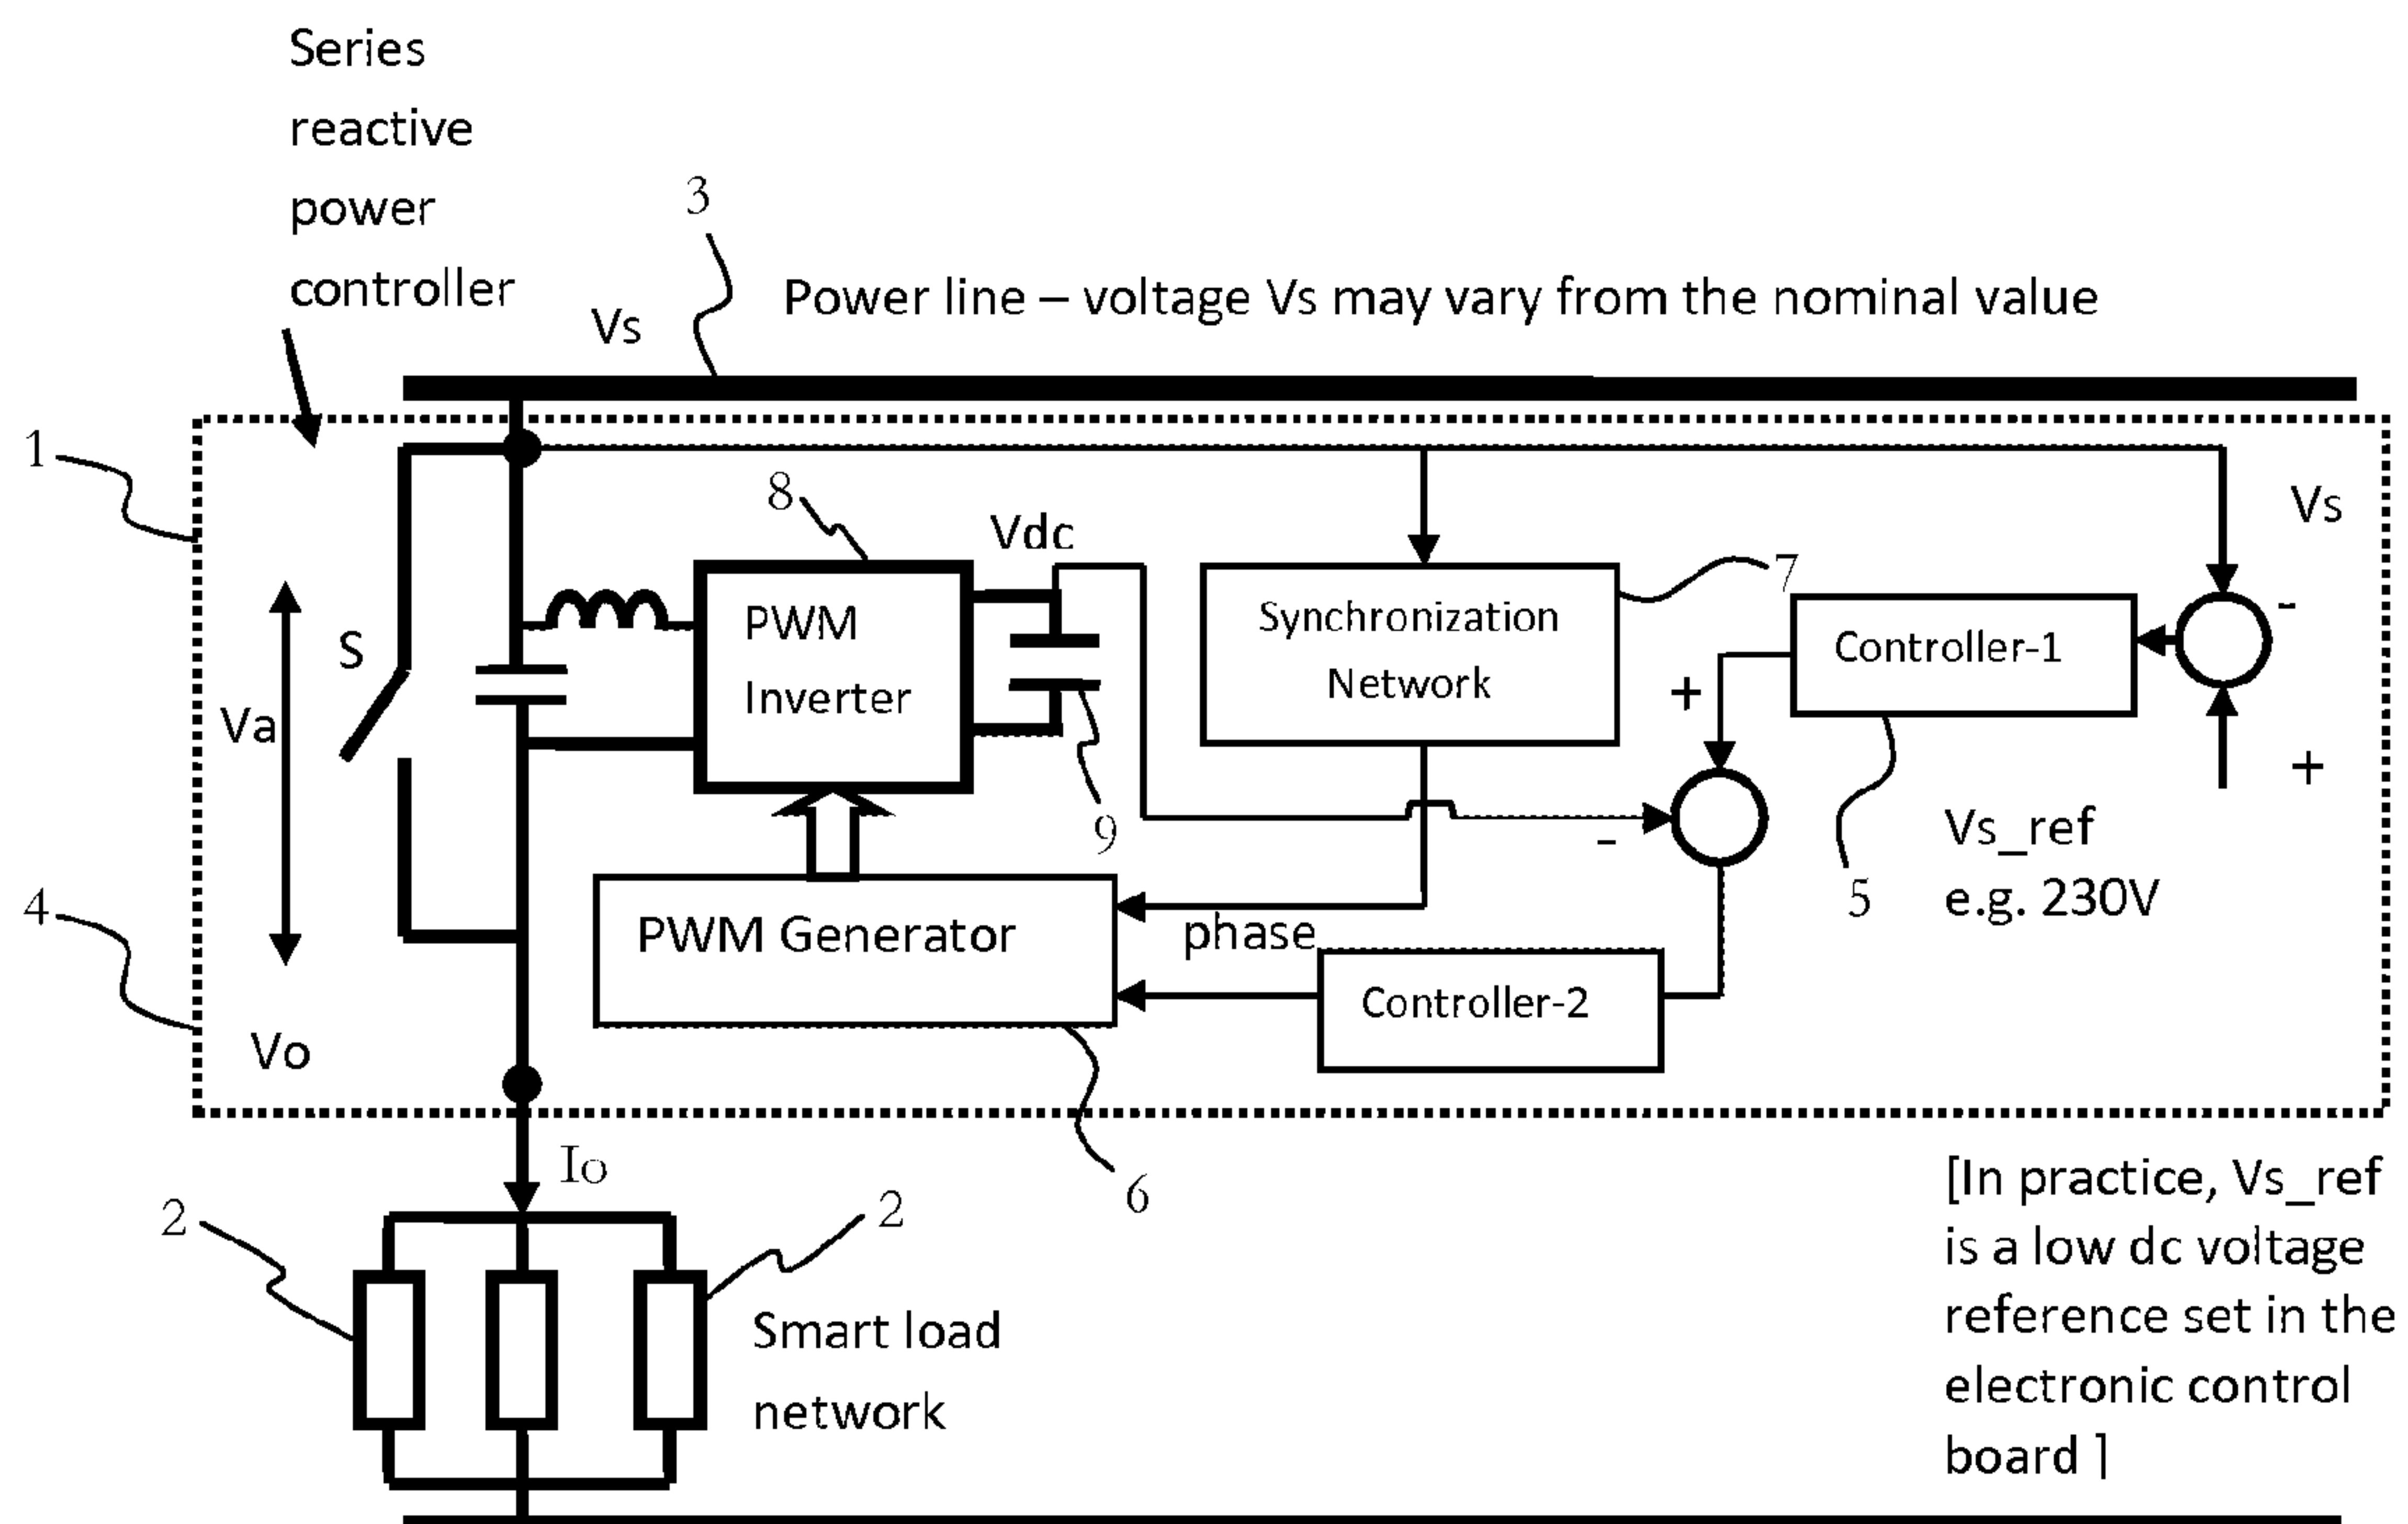 Series
reactive
power
controller
3
Vs
Power line – voltage Vs may vary from the nominal value
1
8
Vdc
Vs
7
PWM
Inverter
Synchronization
Network
Controller-1
-
S
+
Va
+
9
-
Vs_ref
e.g. 230V
5
4
PWM Generator
phase
Controller-2
Vo
Io
6
2
2
Smart load
network
[In practice, Vs_ref
is a low dc voltage
reference set in the
electronic control
board ]